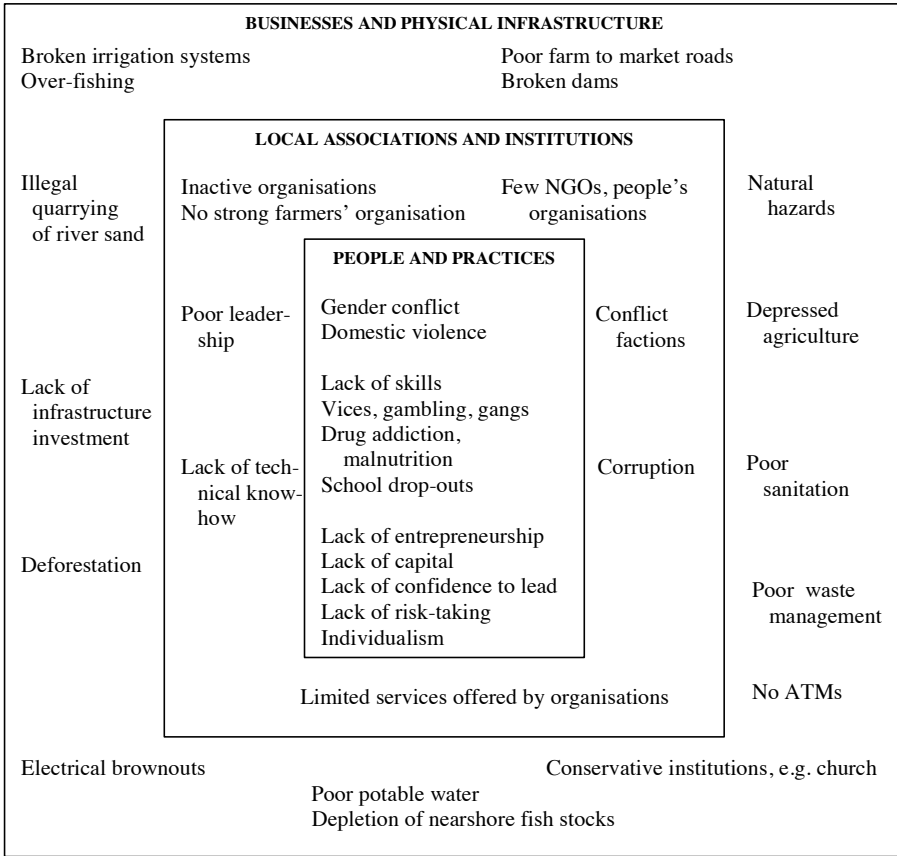 BUSINESSES AND PHYSICAL INFRASTRUCTURE
Broken irrigation systems
Over-fishing
Poor farm to market roads
Broken dams
LOCAL ASSOCIATIONS AND INSTITUTIONS
Illegal
quarrying
of river sand
Inactive organisations
No strong farmers' organisation
Few NGOs, people's
organisations
Natural
hazards
PEOPLE AND PRACTICES
Poor leader-
ship
Gender conflict
Domestic violence
Conflict
factions
Depressed
agriculture
Lack of
infrastructure
investment
Lack of skills
Vices, gambling, gangs
Drug addiction,
malnutrition
School drop-outs
Lack of tech-
nical know-
how
Corruption
Poor
sanitation
Lack of entrepreneurship
Lack of capital
Lack of confidence to lead
Lack of risk-taking
Individualism
Deforestation
Poor waste
management
Limited services offered by organisations
No ATMs
Electrical brownouts
Conservative institutions, e.g. church
Poor potable water
Depletion of nearshore fish stocks